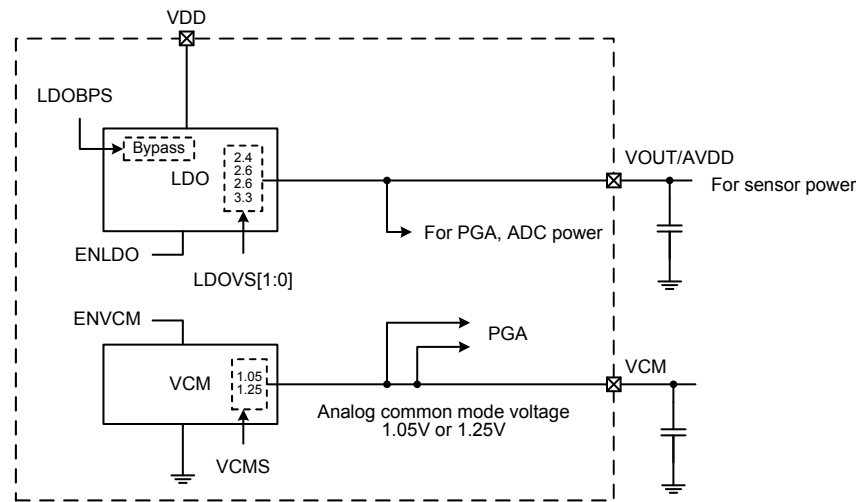 VDD
LDOBPS
Bypass
LDO
2.4
2.6
2.6
3.3
VOUT/AVDD
For sensor power
For PGA, ADC power
ENLDO
LDOVS[1:0]
ENVCM
PGA
VCM
1.05
1.25
VCM
Analog common mode voltage
1.05V or 1.25V
VCMS